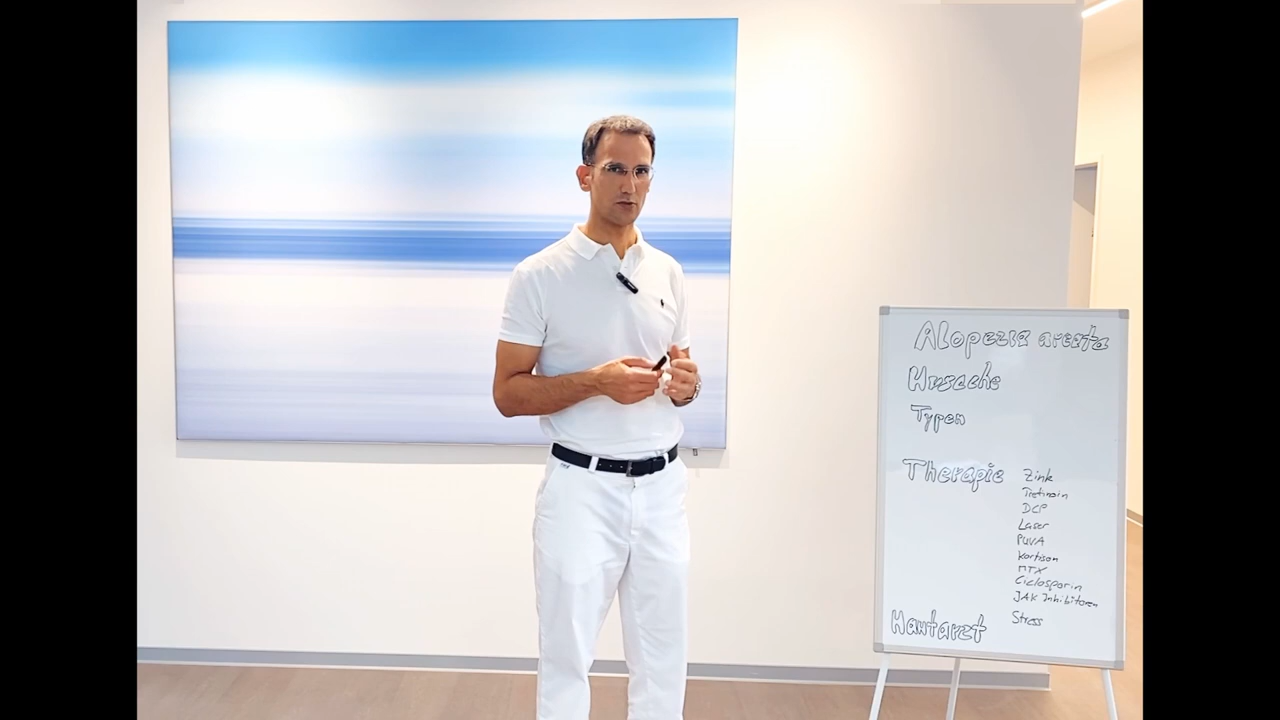 Alopezia areata
Ursache
Typen
Therapie Zink
Tretinoin
DCP
Laser
PUVA
Kortison
MTX
Ciclosporin
JAK Inhibitoren
Stress
Hautarzt